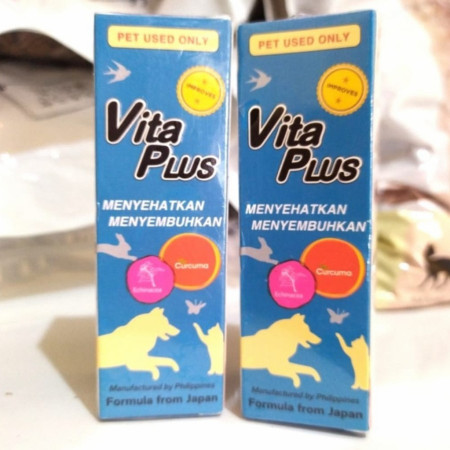 PET USED ONLY
IMPROVES
Vita
PLUS
MENYEHATKAN
MENYEMBUHKAN
Curcuma
Echinacea
Manufactured by Philippines
Formula from Japan
PET USED ONLY
IMPROVES
Vita
PLUS
MENYEHATKAN
MENYEMBUHKAN
Curcuma
Echinacea
Manufactured by Philippines
Formula from Japan